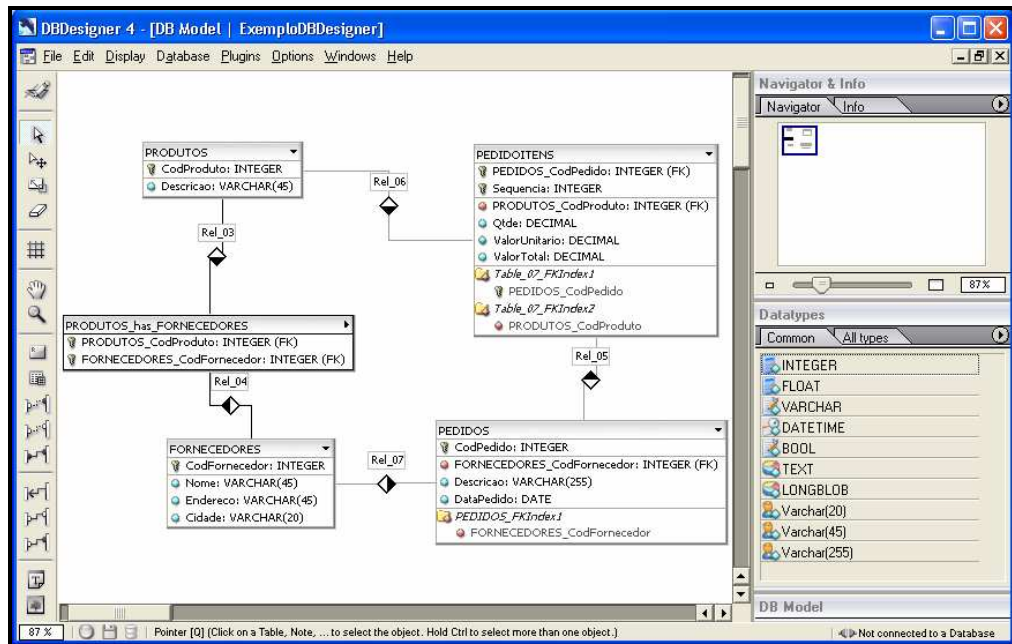 DBDesigner 4 - [DB Model | ExemploDBDesigner]
File Edit Display Database Plugins Options Windows Help
PRODUTOS
CodProduto: INTEGER
Descricao: VARCHAR(45)
Rel_06
Rel_03
PEDIDOITENS
PEDIDOS_CodPedido: INTEGER (FK)
Sequencia: INTEGER
PRODUTOS_CodProduto: INTEGER (FK)
Qtde: DECIMAL
ValorUnitario: DECIMAL
ValorTotal: DECIMAL
Table_07_FKIndex1
PEDIDOS_CodPedido
Table_07_FKIndex2
PRODUTOS_CodProduto
PRODUTOS_has_FORNECEDORES
PRODUTOS_CodProduto: INTEGER (FK)
FORNECEDORES_CodFornecedor: INTEGER (FK)
Rel_04
Rel_05
FORNECEDORES
CodFornecedor: INTEGER
Nome: VARCHAR(45)
Endereco: VARCHAR(45)
Cidade: VARCHAR(20)
Rel_07
PEDIDOS
CodPedido: INTEGER
FORNECEDORES_CodFornecedor: INTEGER (FK)
Descricao: VARCHAR(255)
DataPedido: DATE
PEDIDOS_FKIndex1
FORNECEDORES_CodFornecedor
Navigator & Info
Navigator Info
87%
Datatypes
Common All types
INTEGER
FLOAT
VARCHAR
DATETIME
BOOL
TEXT
LONGBLOB
Varchar(20)
Varchar(45)
Varchar(255)
DB Model
87 % Pointer [Q] (Click on a Table, Note, ... to select the object. Hold Ctrl to select more than one object.) Not connected to a Database